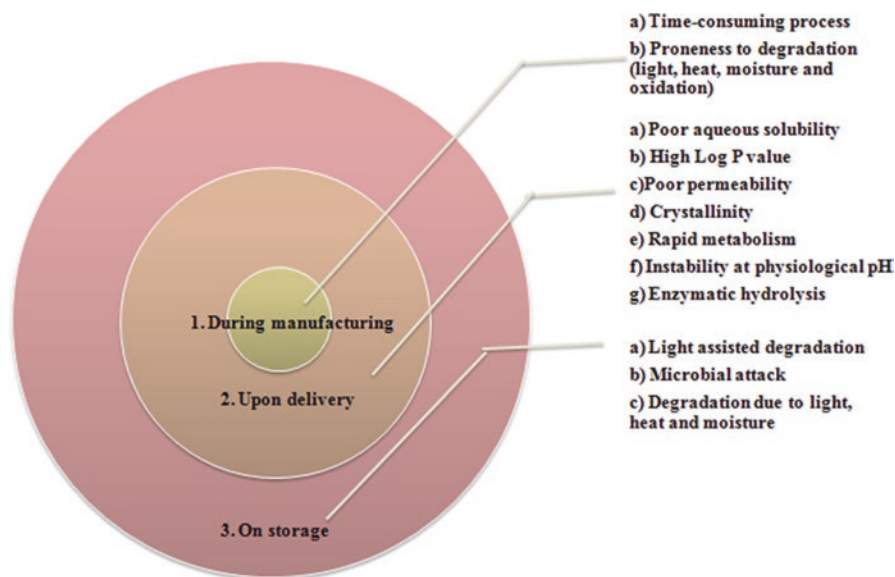 a) Time-consuming process
b) Proneness to degradation
(light, heat, moisture and
oxidation)
a) Poor aqueous solubility
b) High Log P value
c)Poor permeability
d) Crystallinity
e) Rapid metabolism
f) Instability at physiological pH
g) Enzymatic hydrolysis
a) Light assisted degradation
b) Microbial attack
c) Degradation due to light,
heat and moisture
1. During manufacturing
2. Upon delivery
3. On storage